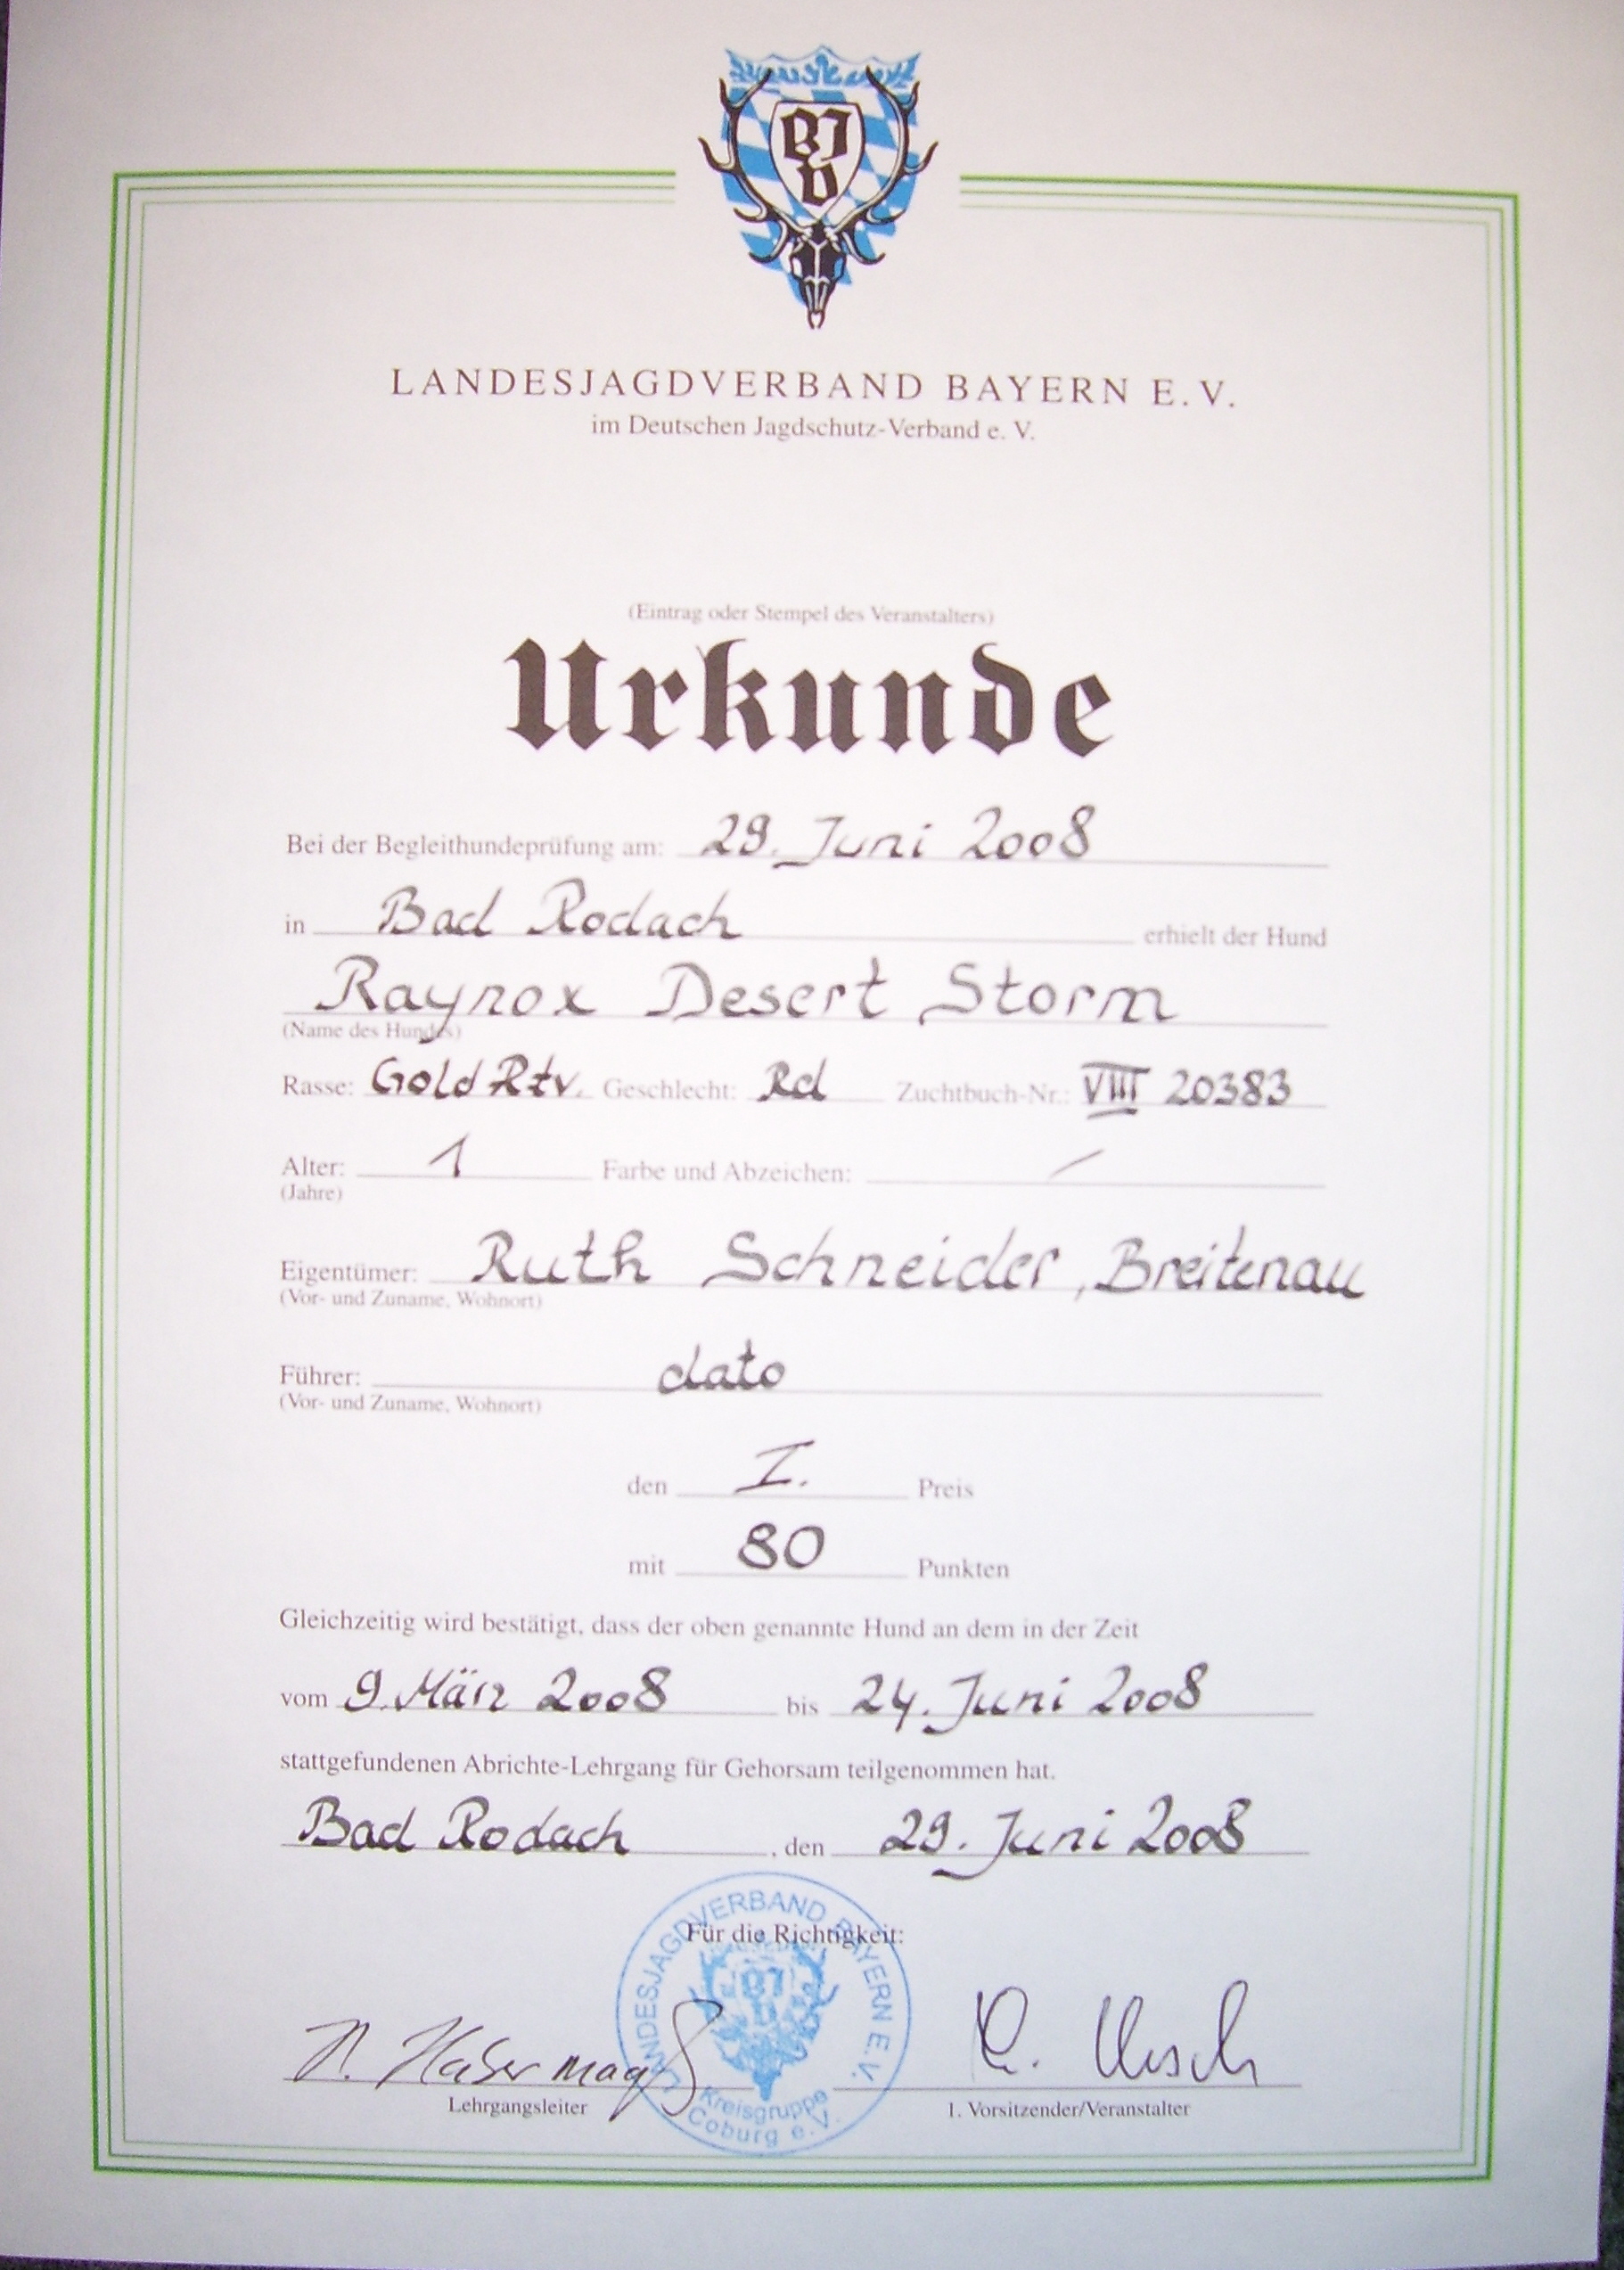 BJV
LANDESJAGDVERBAND BAYERN E.V.
im Deutschen Jagdschutz-Verband e. V.
(Eintrag oder Stempel des Veranstalters)
Urkunde
Bei der Begleithundeprüfung am: 29. Juni 2008
in Bad Rodach erhielt der Hund
Raynox Desert Storm
(Name des Hundes)
Rasse: Gold Rtv. Geschlecht: Rd Zuchtbuch-Nr.: VIII 20383
Alter: 1 Farbe und Abzeichen: /
(Jahre)
Eigentümer: Ruth Schneider, Breitenau
(Vor- und Zuname, Wohnort)
Führer: dato
(Vor- und Zuname, Wohnort)
den I. Preis
mit 80 Punkten
Gleichzeitig wird bestätigt, dass der oben genannte Hund an dem in der Zeit
vom 9. März 2008 bis 24. Juni 2008
stattgefundenen Abrichte-Lehrgang für Gehorsam teilgenommen hat.
Bad Rodach, den 29. Juni 2008
Für die Richtigkeit:
LANDESJAGDVERBAND BAYERN E.V.
BJV
Kreisgruppe
Coburg e.V.
Lehrgangsleiter 1. Vorsitzender/Veranstalter